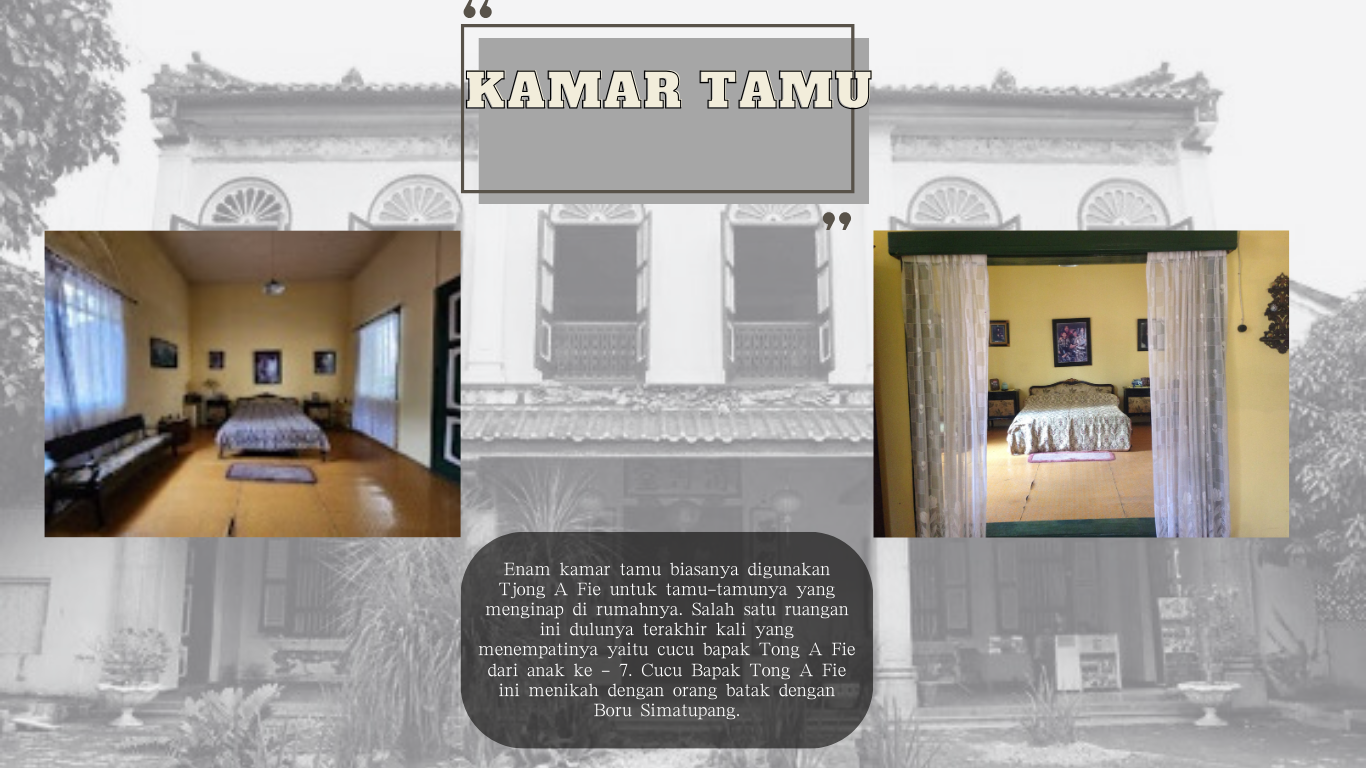 “
KAMAR TAMU
”
Enam kamar tamu biasanya digunakan
Tjong A Fie untuk tamu-tamunya yang
menginap di rumahnya. Salah satu ruangan
ini dulunya terakhir kali yang
menempatinya yaitu cucu bapak Tong A Fie
dari anak ke - 7. Cucu Bapak Tong A Fie
ini menikah dengan orang batak dengan
Boru Simatupang.